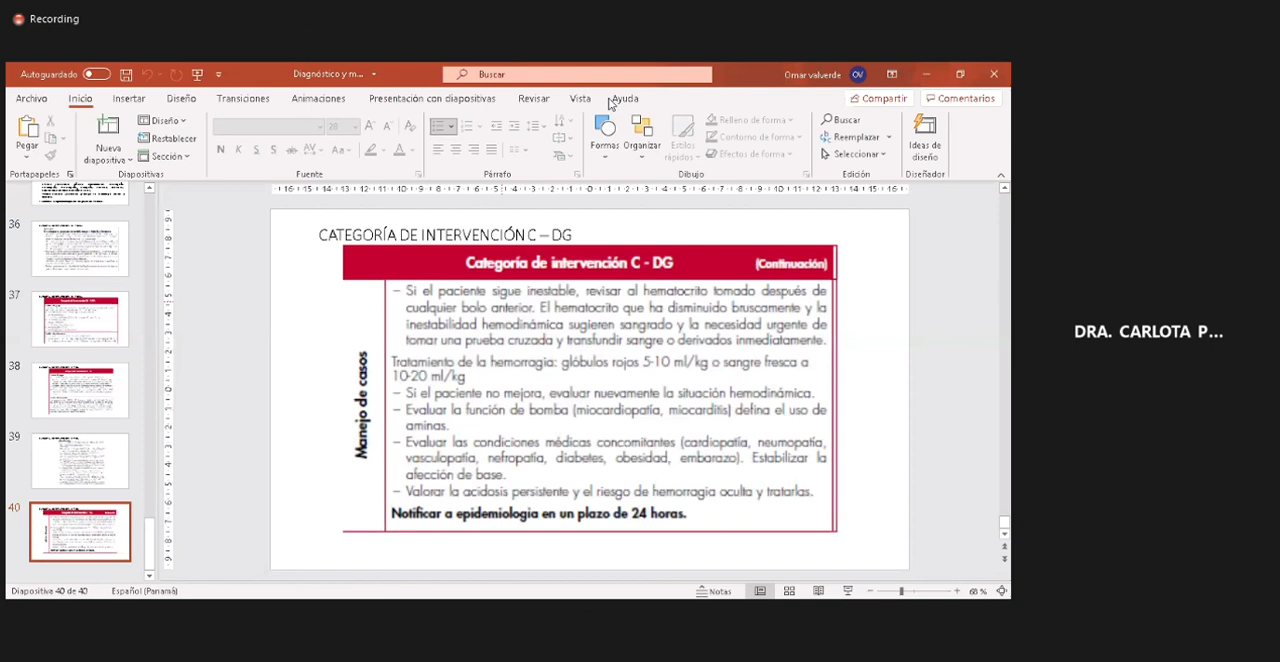 Recording
Autoguardado
Diagnóstico y m...
Buscar
Omar valverde
OV
Archivo
Inicio
Insertar
Diseño
Transiciones
Animaciones
Presentación con diapositivas
Revisar
Vista
Ayuda
Compartir
Comentarios
Pegar
Nueva
diapositiva
Diseño
Restablecer
Sección
28
N K S S ab AV Aa
Formas
Organizar
Estilos
rápidos
Relleno de forma
Contorno de forma
Efectos de forma
Buscar
Reemplazar
Seleccionar
Ideas de
diseño
Portapapeles
Diapositivas
Fuente
Párrafo
Dibujo
Edición
Diseñador
36
37
38
39
40
CATEGORÍA DE INTERVENCIÓN C – DG
Categoría de intervención C - DG (Continuación)
Manejo de casos
– Si el paciente sigue inestable, revisar al hematocrito tomado después de
cualquier bolo anterior. El hematocrito que ha disminuido bruscamente y la
inestabilidad hemodinámica sugieren sangrado y la necesidad urgente de
tomar una prueba cruzada y transfundir sangre o derivados inmediatamente.
Tratamiento de la hemorragia: glóbulos rojos 5-10 ml/kg o sangre fresca a
10-20 ml/kg
– Si el paciente no mejora, evaluar nuevamente la situación hemodinámica.
– Evaluar la función de bomba (miocardiopatía, miocarditis) defina el uso de
aminas.
– Evaluar las condiciones médicas concomitantes (cardiopatía, neumopatía,
vasculopatía, nefropatía, diabetes, obesidad, embarazo). Estabilizar la
afección de base.
– Valorar la acidosis persistente y el riesgo de hemorragia oculta y tratarlas.
Notificar a epidemiologia en un plazo de 24 horas.
DRA. CARLOTA P...
Diapositiva 40 de 40
Español (Panamá)
Notas
68 %